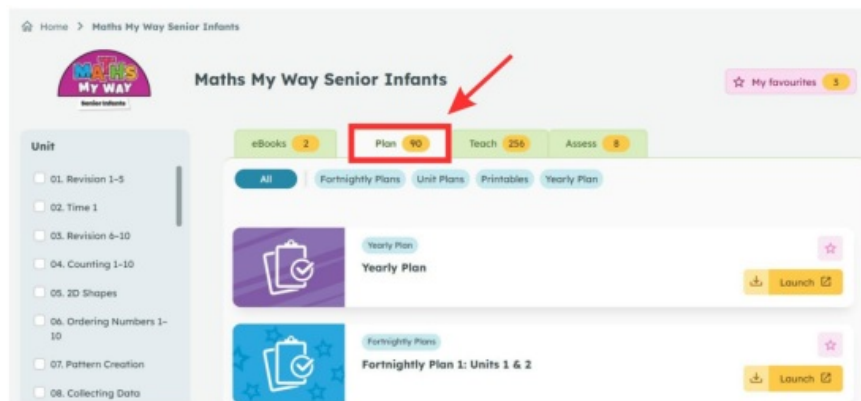 Home > Maths My Way Senior Infants
MATHS
MY WAY
Senior Infants
Maths My Way Senior Infants
My favourites 3
Unit
01. Revision 1-5
02. Time 1
03. Revision 6-10
04. Counting 1-10
05. 2D Shapes
06. Ordering Numbers 1-
10
07. Pattern Creation
08. Collecting Data
eBooks 2 Plan 90 Teach 256 Assess 8
All Fortnightly Plans Unit Plans Printables Yearly Plan
Yearly Plan
Yearly Plan
Launch
Fortnightly Plans
Fortnightly Plan 1: Units 1 & 2
Launch